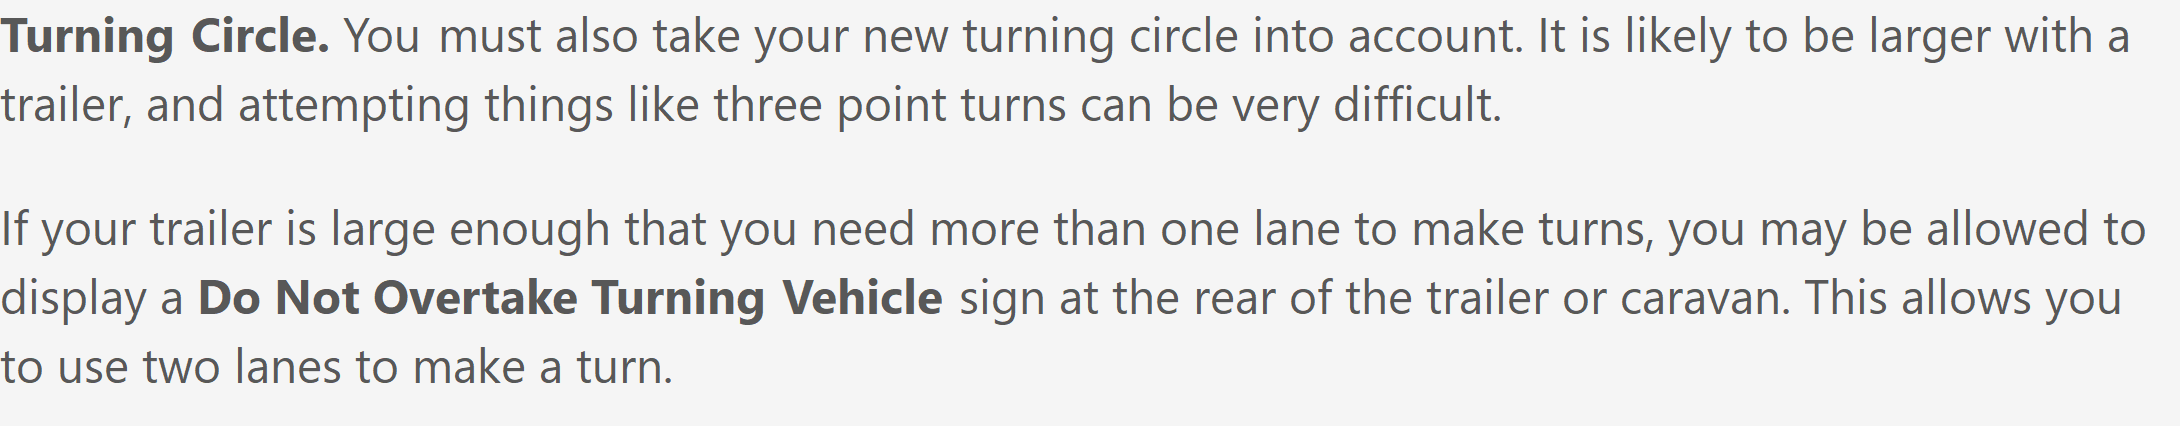 Turning Circle. You must also take your new turning circle into account. It is likely to be larger with a
trailer, and attempting things like three point turns can be very difficult.
If your trailer is large enough that you need more than one lane to make turns, you may be allowed to
display a Do Not Overtake Turning Vehicle sign at the rear of the trailer or caravan. This allows you
to use two lanes to make a turn.